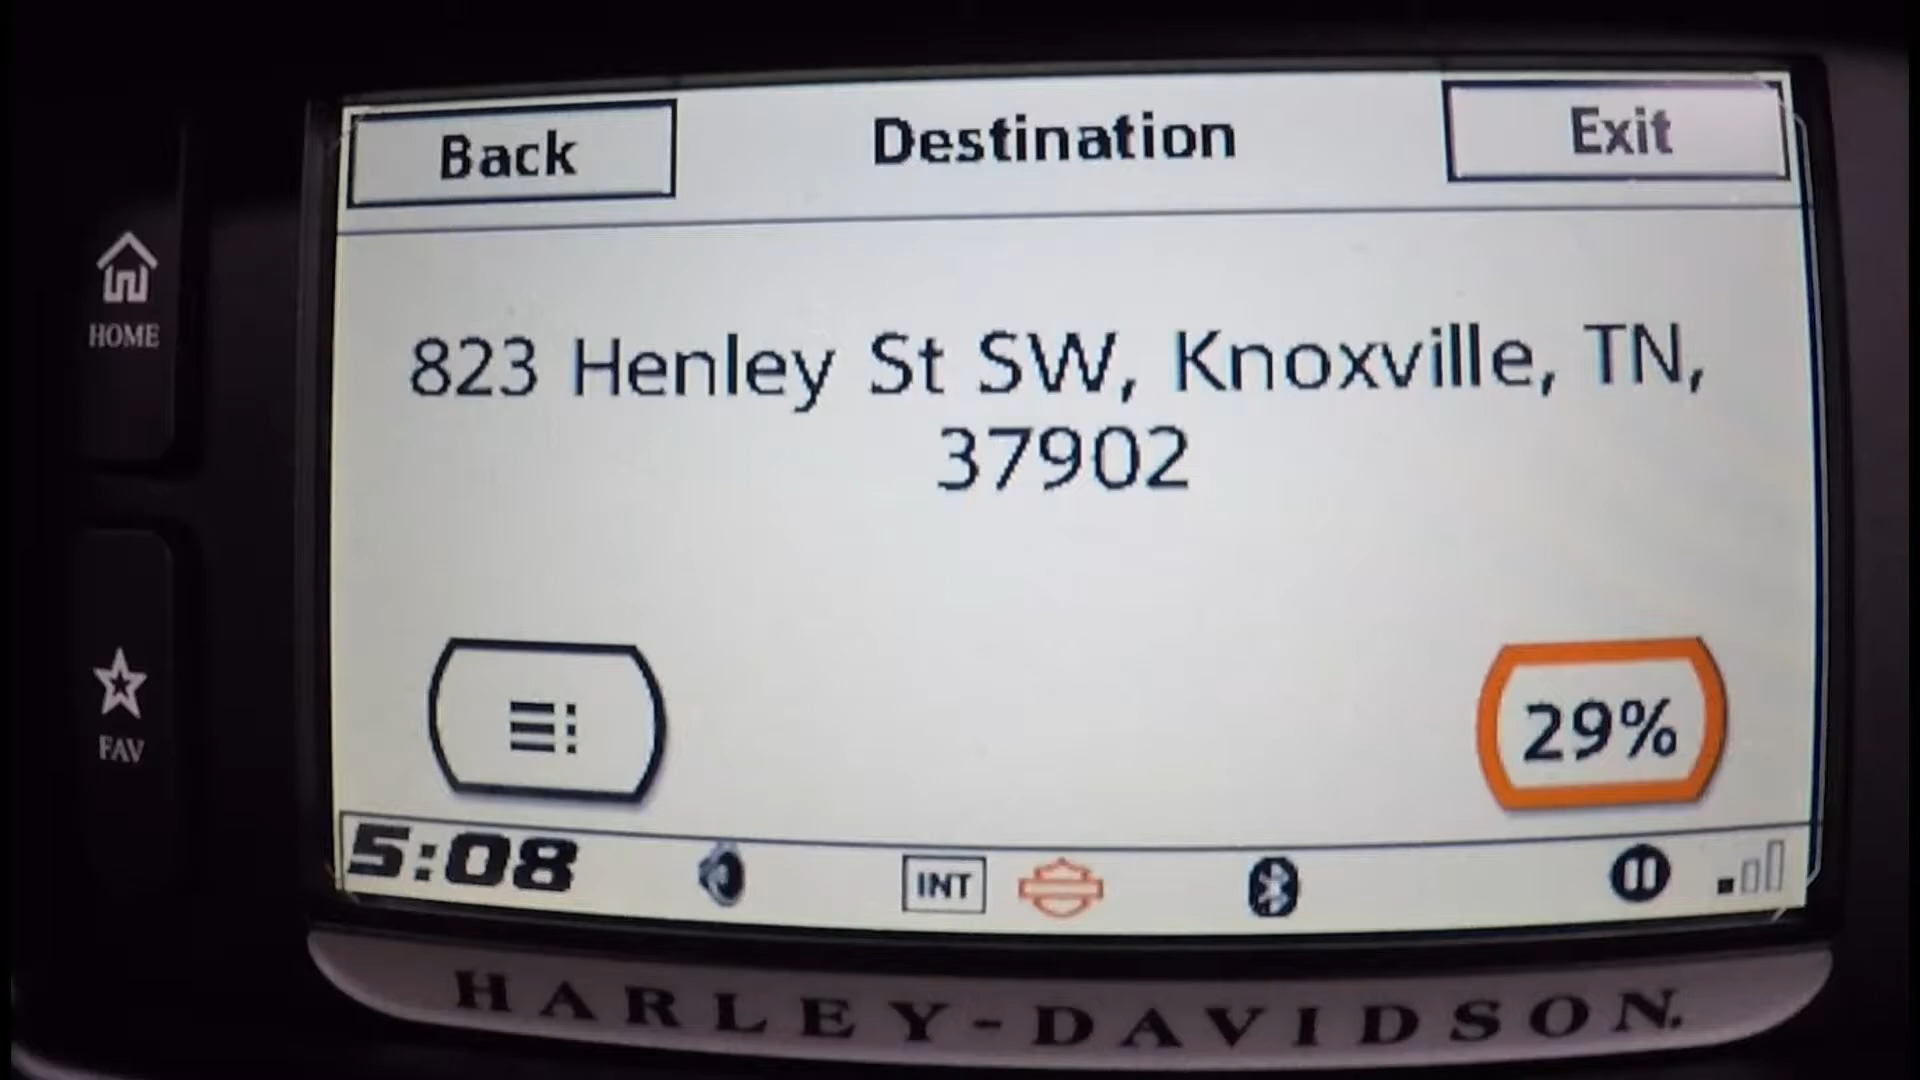 Back
Destination
Exit
HOME
823 Henley St SW, Knoxville, TN,
37902
FAV
29%
5:08
INT
HARLEY-DAVIDSON.